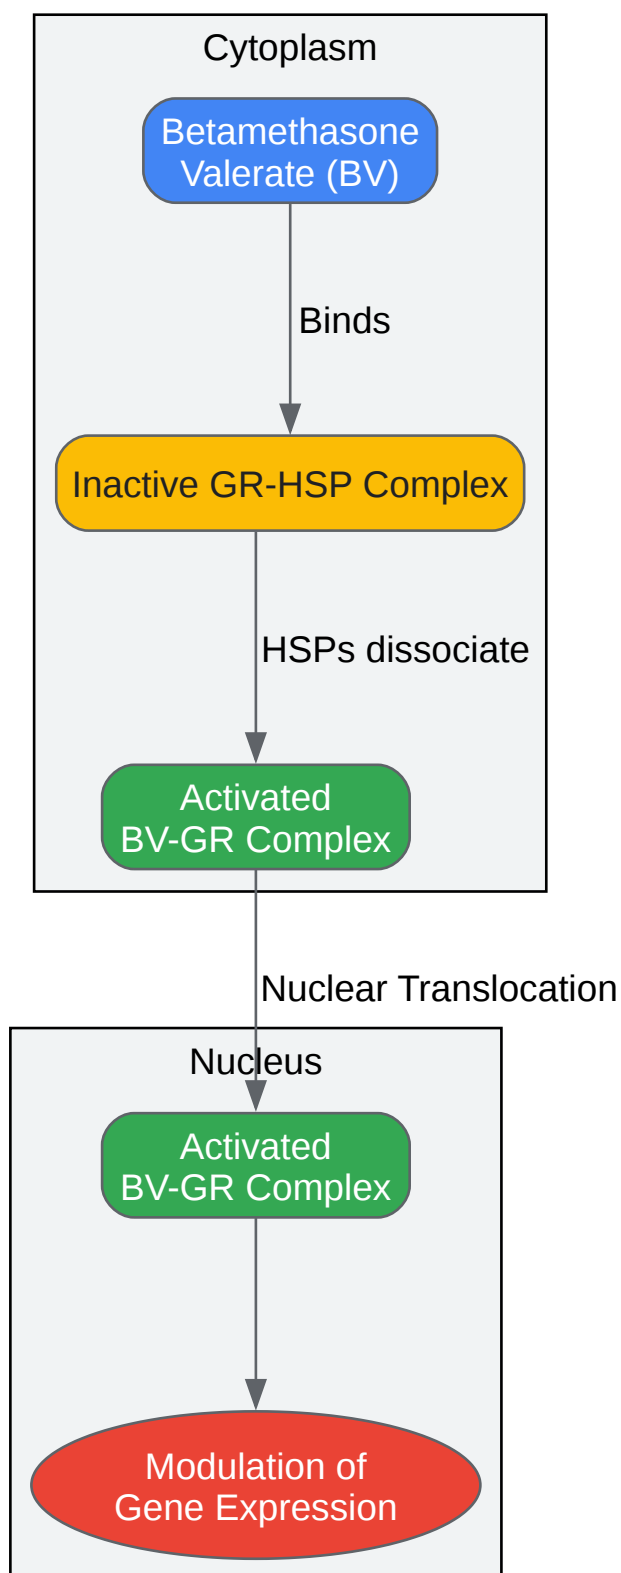 Cytoplasm
Betamethasone
Valerate (BV)
Binds
Inactive GR-HSP Complex
HSPs dissociate
Activated
BV-GR Complex
Nuclear Translocation
Nucleus
Activated
BV-GR Complex
Modulation of
Gene Expression